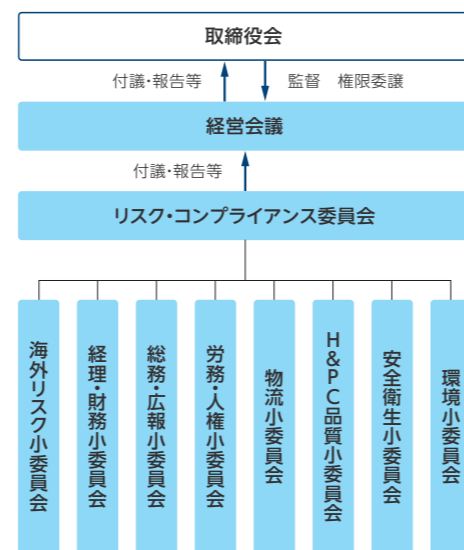 取締役会
付議・報告等
監督　権限委譲
経営会議
付議・報告等
リスク・コンプライアンス委員会
海外リスク小委員会
経理・財務小委員会
総務・広報小委員会
労務・人権小委員会
物流小委員会
H&PC品質小委員会
安全衛生小委員会
環境小委員会